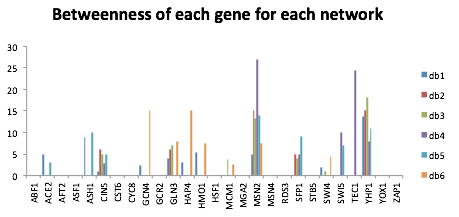 Betweenness of each gene for each network
30
25
20
15
10
5
0
ABF1
ACE2
AFT2
ASF1
ASH1
CIN5
CST6
CYC8
GCN4
GCR2
GLN3
HAP4
HMO1
HSF1
MCM1
MGA2
MSN2
MSN4
RDS3
SPP1
STB5
SWI4
SWI5
TEC1
YHP1
YOX1
ZAP1
db1
db2
db3
db4
db5
db6